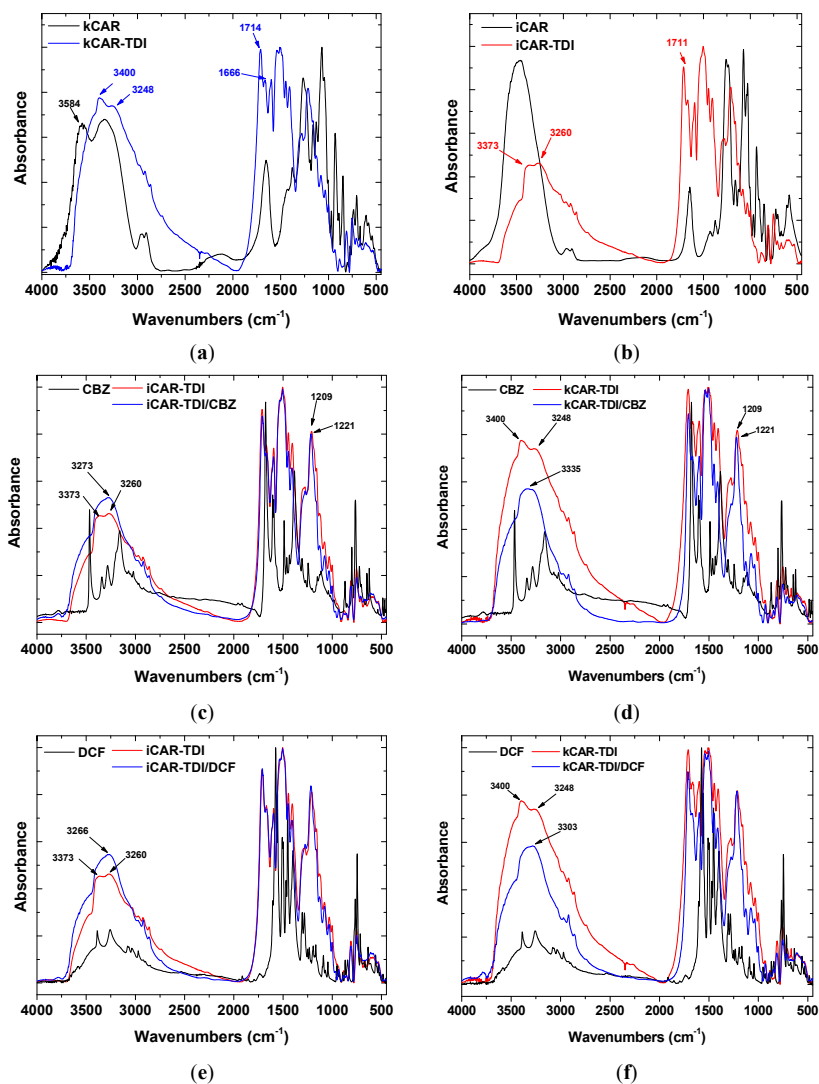 kCAR
kCAR-TDI
1714
1666
3400
3248
3584
Absorbance
4000 3500 3000 2500 2000 1500 1000 500
Wavenumbers (cm-1)
(a)
iCAR
iCAR-TDI
1711
3373
3260
Absorbance
4000 3500 3000 2500 2000 1500 1000 500
Wavenumbers (cm-1)
(b)
CBZ
iCAR-TDI
iCAR-TDI/CBZ
1209
1221
3273
3373
3260
Absorbance
4000 3500 3000 2500 2000 1500 1000 500
Wavenumbers (cm-1)
(c)
CBZ
kCAR-TDI
kCAR-TDI/CBZ
1209
1221
3400
3248
3335
Absorbance
4000 3500 3000 2500 2000 1500 1000 500
Wavenumbers (cm-1)
(d)
DCF
iCAR-TDI
iCAR-TDI/DCF
3266
3373
3260
Absorbance
4000 3500 3000 2500 2000 1500 1000 500
Wavenumbers (cm-1)
(e)
DCF
kCAR-TDI
kCAR-TDI/DCF
3400
3248
3303
Absorbance
4000 3500 3000 2500 2000 1500 1000 500
Wavenumbers (cm-1)
(f)